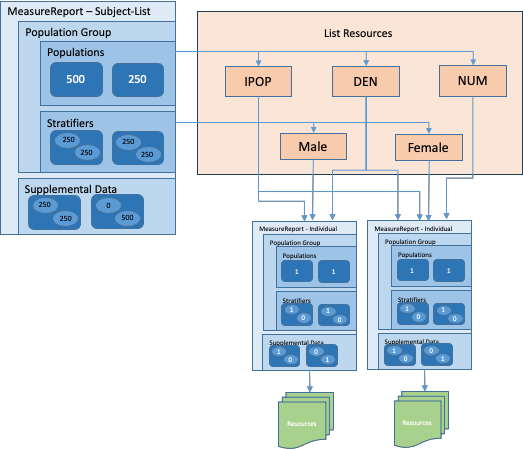 MeasureReport – Subject-List
Population Group
Populations
500
250
Stratifiers
250
250
250
250
Supplemental Data
250
250
0
500
List Resources
IPOP
DEN
NUM
Male
Female
MeasureReport - Individual
Population Group
Populations
1
1
Stratifiers
1
0
1
0
Supplemental Data
1
0
0
1
Resources
MeasureReport - Individual
Population Group
Populations
1
1
Stratifiers
1
0
1
0
Supplemental Data
1
0
0
1
Resources